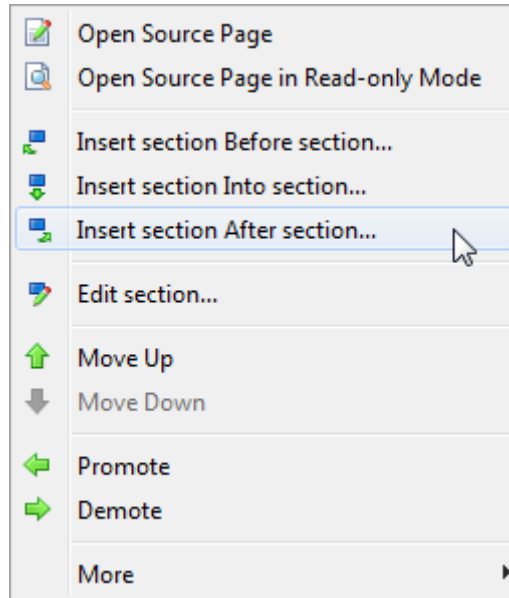 Open Source Page
Open Source Page in Read-only Mode
Insert section Before section...
Insert section Into section...
Insert section After section...
Edit section...
Move Up
Move Down
Promote
Demote
More